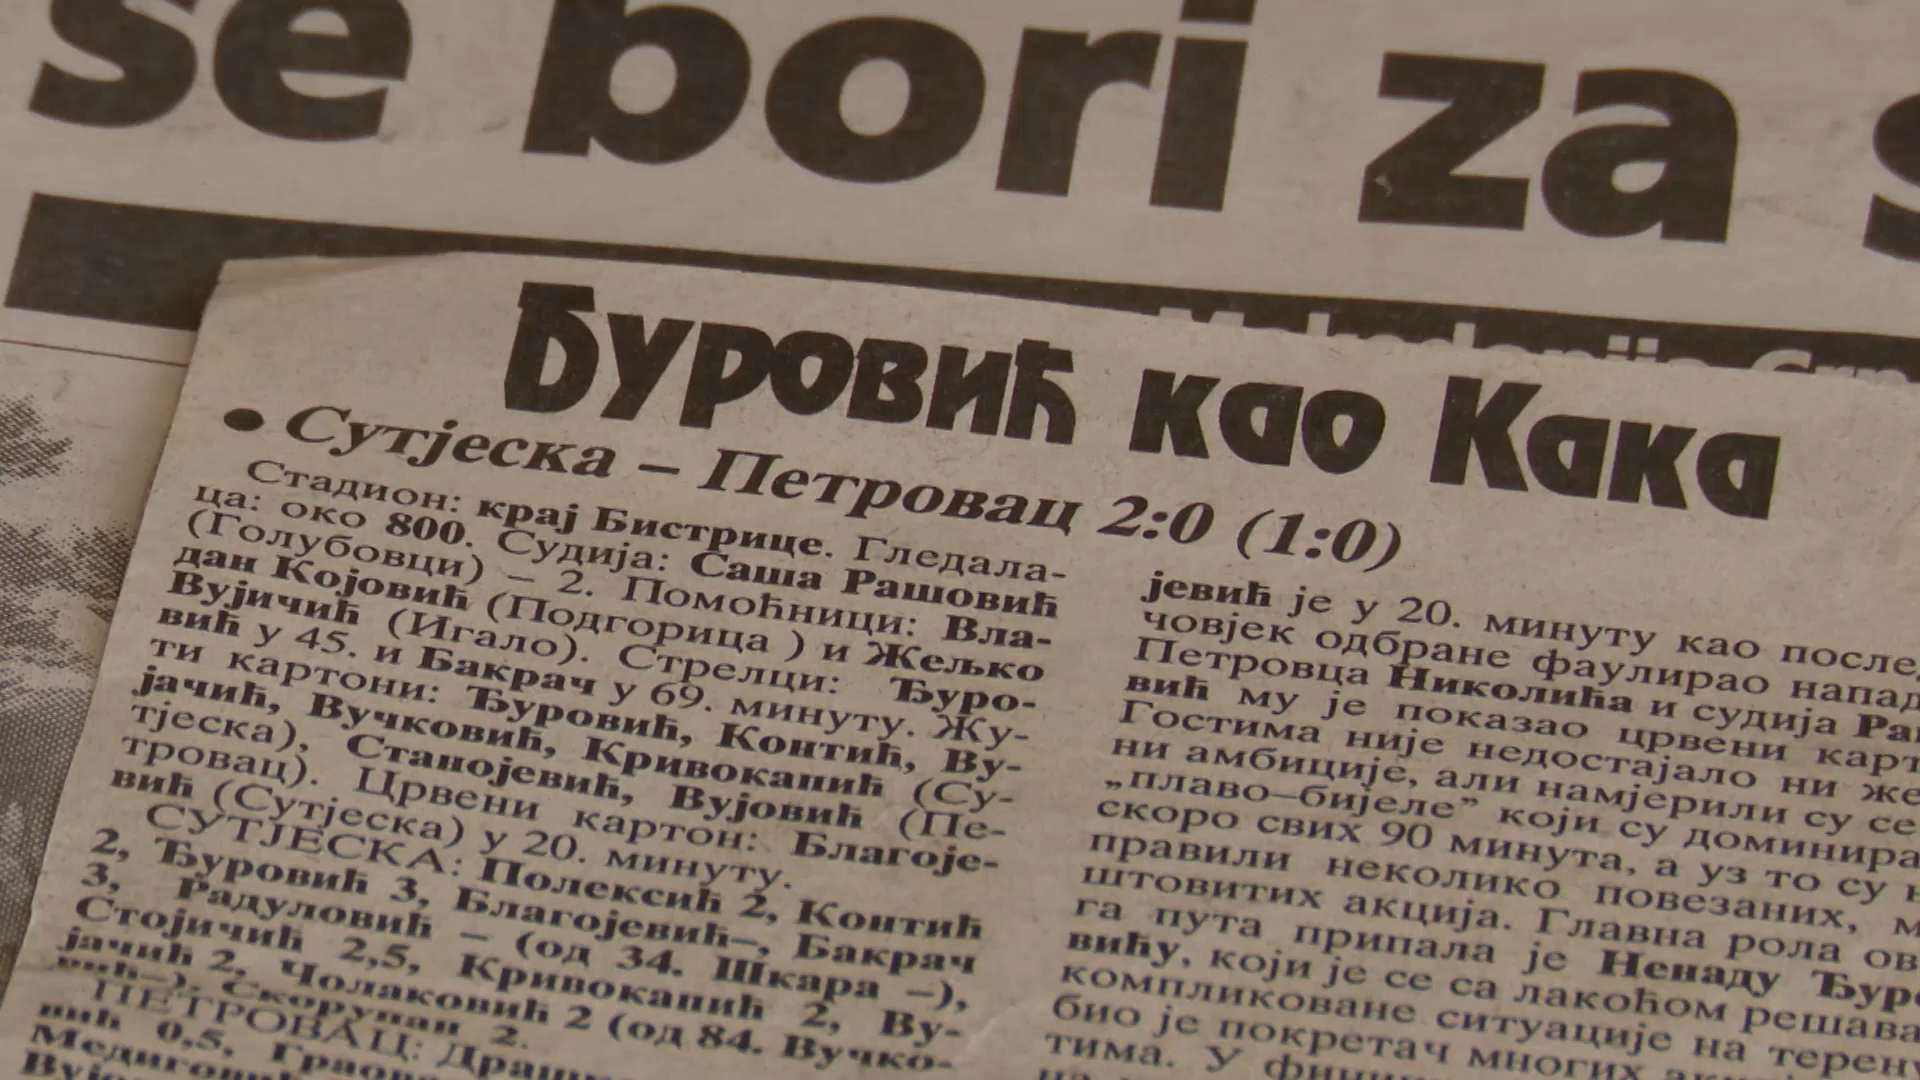 se bori za s
Ђуровић као Кака
• Сутјеска – Петровац 2:0 (1:0)
Стадион: крај Бистрице. Гледала-
ца: око 800. Судија: Саша Рашовић
(Голубовци) – 2. Помоћници: Вла-
дан Којовић (Подгорица ) и Жељко
Вујичић (Игало). Стрелци: Ђуро-
вић у 45. и Бакрач у 69. минуту. Жу-
ти картони: Ђуровић, Контић, Ву-
јачић, Вучковић, Кривокапић (Су-
тјеска), Станојевић, Вујовић (Пе-
тровац). Црвени картон: Благоје-
вић (Сутјеска) у 20. минуту.
СУТЈЕСКА: Полексић 2, Контић
2, Ђуровић 3, Благојевић–, Бакрач
3, Радуловић – (од 34. Шкара –),
Стојичић 2,5, Кривокапић 2, Ву-
јачић 2, Чолаковић 2 (од 84. Вучко-
вић–), Скорупан 2.
ПЕТРОВАЦ:
0,5,
јевић је у 20. минуту као послед
човјек одбране фаулирао напад
Петровца Николића и судија Ра
вић му је показао црвени карт
Гостима није недостајало ни же
ни амбиције, али намјерили су се
„плаво–бијеле” који су доминира
скоро свих 90 минута, а уз то су н
правили неколико повезаних, м
штовитих акција. Главна рола ов
га пута припала је Ненаду Ђуро
вићу, који је се са лакоћом решава
компликоване ситуације на терену
био је покретач многих
тима. У